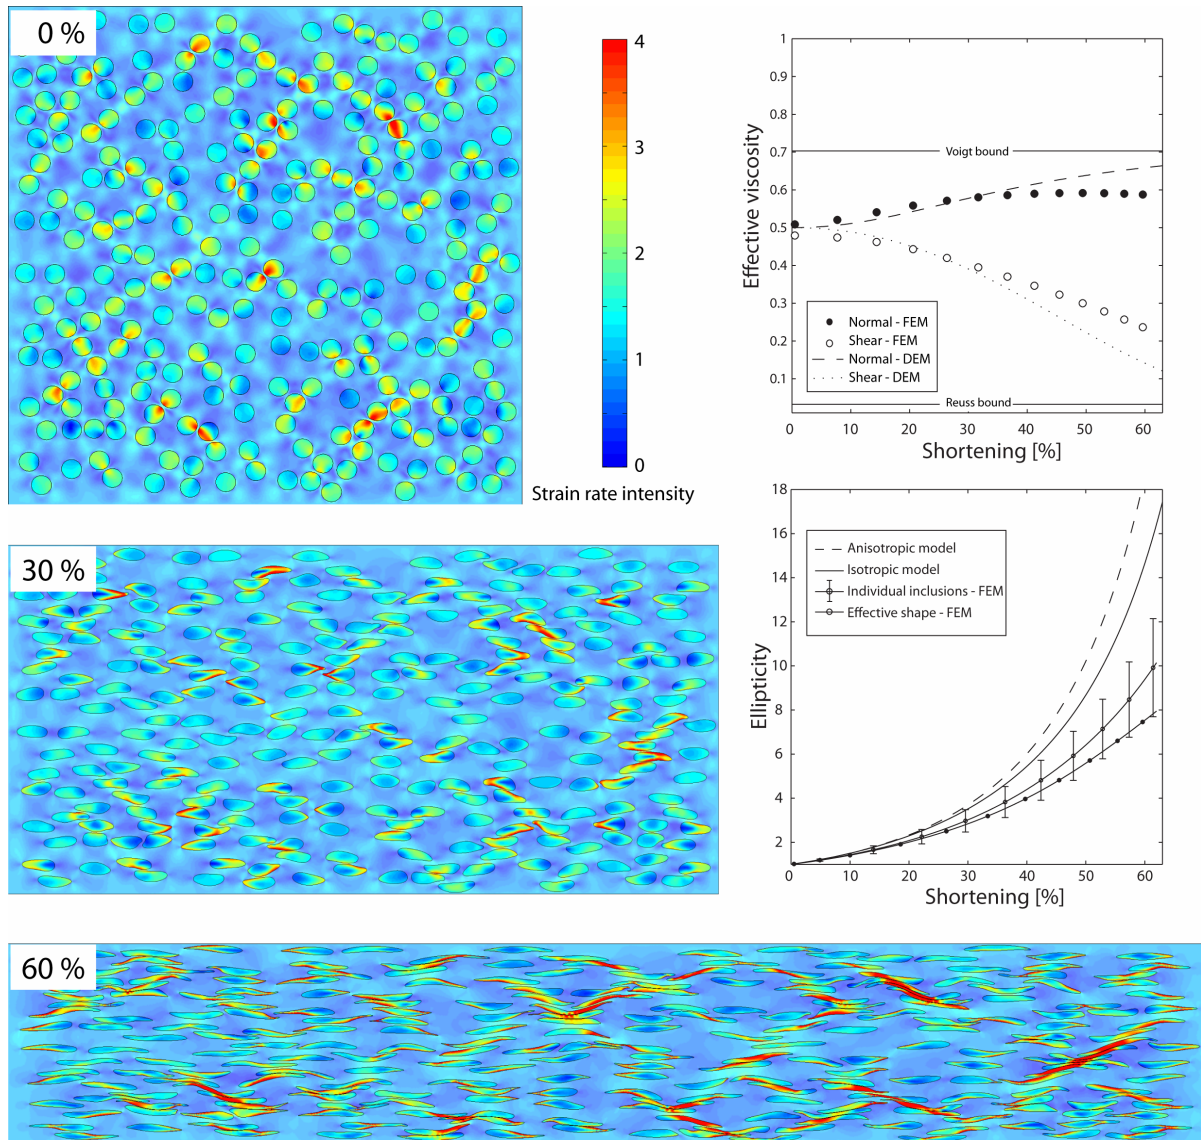 0 %
4
3
2
1
0
Strain rate intensity
Effective viscosity
1
0.9
0.8
0.7
0.6
0.5
0.4
0.3
0.2
0.1
Voigt bound
Normal - FEM
Shear - FEM
Normal - DEM
Shear - DEM
Reuss bound
0 10 20 30 40 50 60
Shortening [%]
30 %
Ellipticity
18
16
14
12
10
8
6
4
2
Anisotropic model
Isotropic model
Individual inclusions - FEM
Effective shape - FEM
0 10 20 30 40 50 60
Shortening [%]
60 %